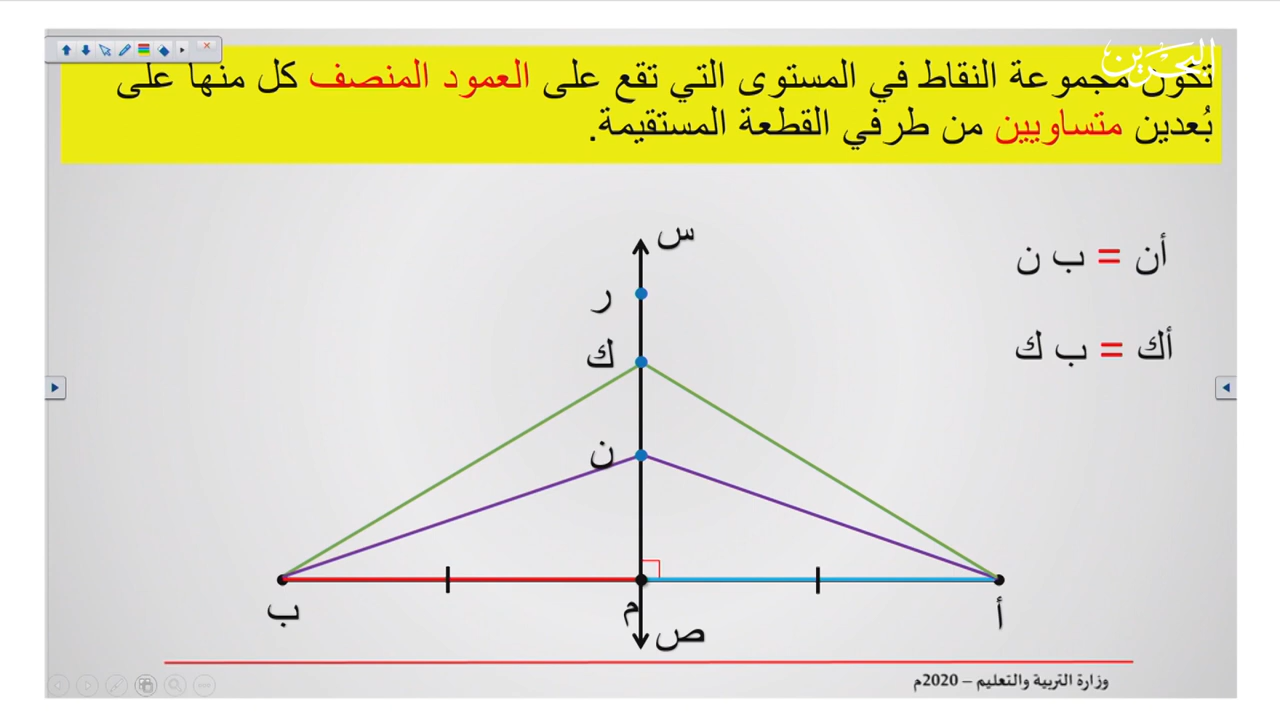 البحرين
تكون مجموعة النقاط في المستوى التي تقع على العمود المنصف كل منها على
بُعدين متساويين من طرفي القطعة المستقيمة.
أن = ب ن
أك = ب ك
س
ر
ك
ن
أ
م
ب
ص
وزارة التربية والتعليم – 2020م